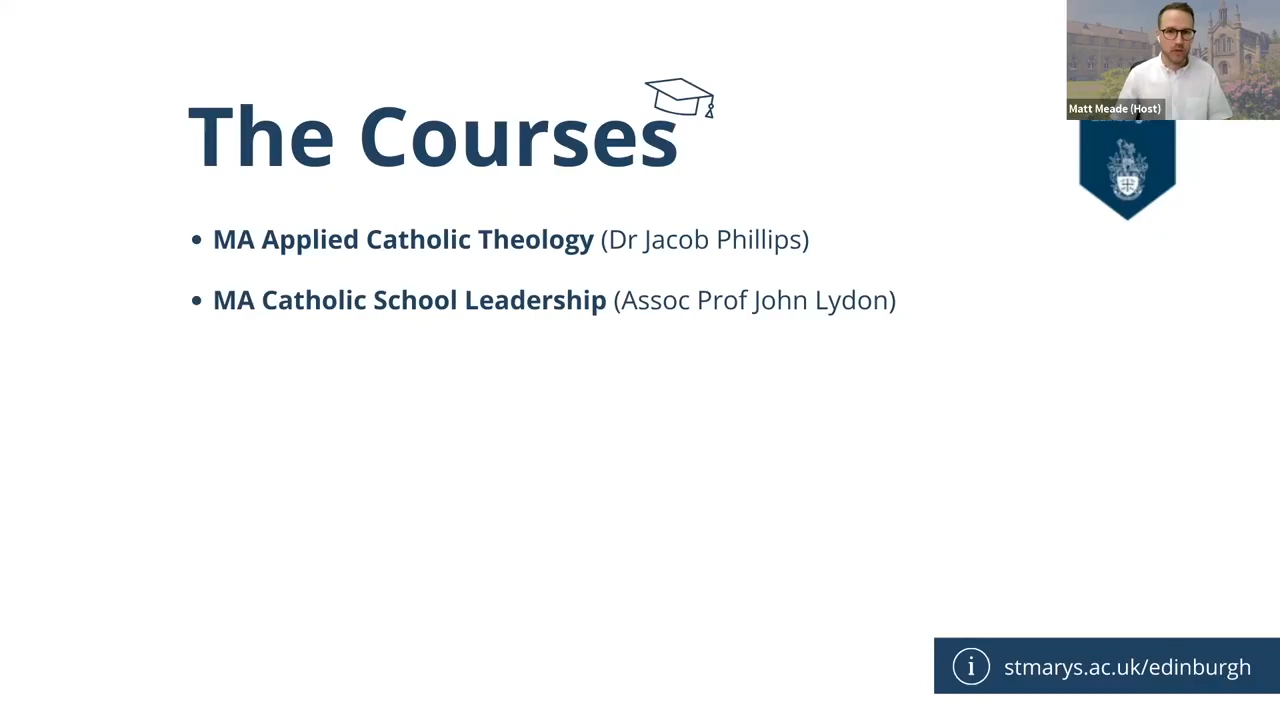 Matt Meade (Host)
The Courses
• MA Applied Catholic Theology (Dr Jacob Phillips)
• MA Catholic School Leadership (Assoc Prof John Lydon)
i stmarys.ac.uk/edinburgh